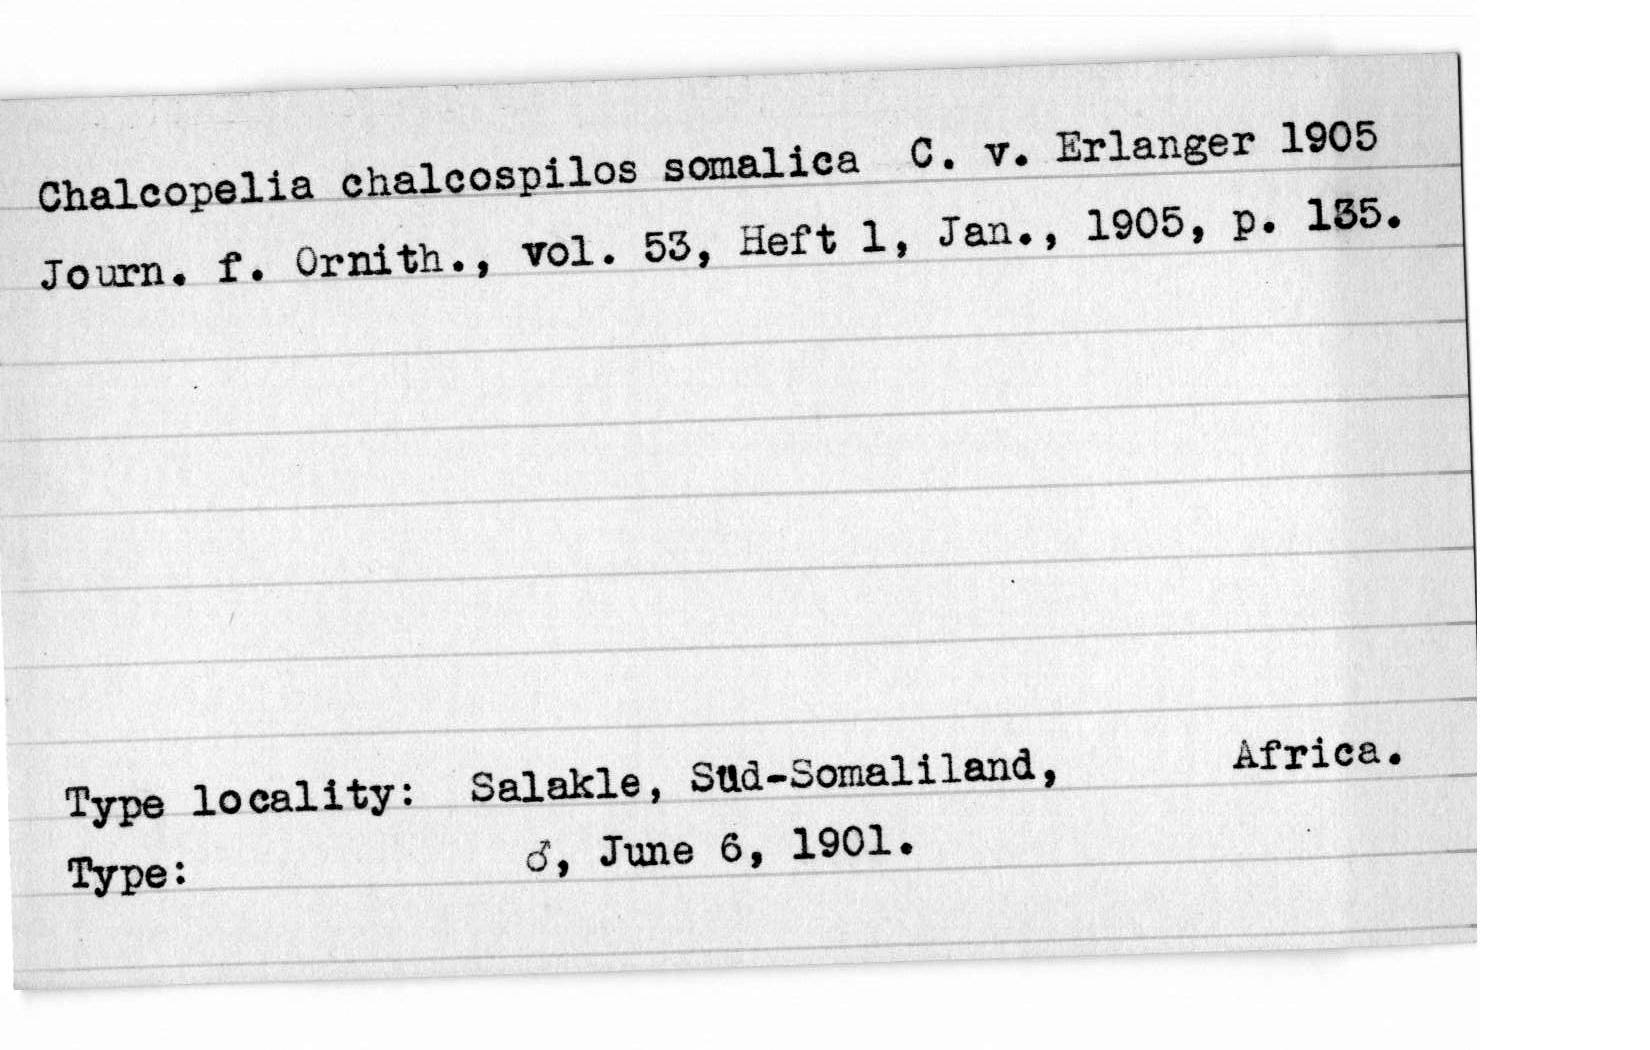 Chalcopelia chalcospilos somalica C. v. Erlanger 1905
Journ. f. Ornith., vol. 53, Heft 1, Jan., 1905, p. 135.
Type locality: Salakle, Süd-Somaliland, Africa.
Type: ♂, June 6, 1901.